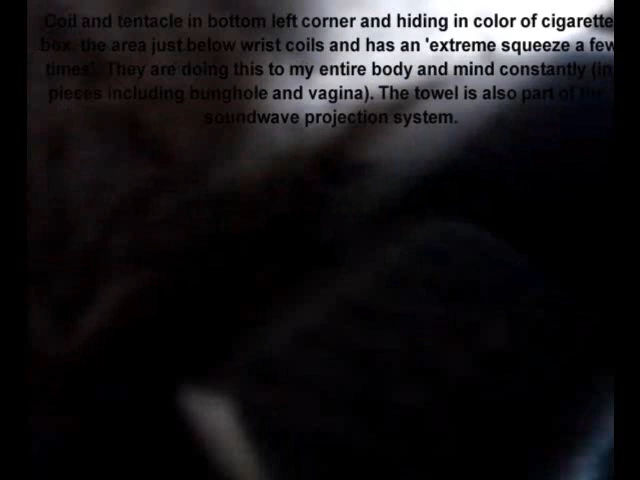 Coil and tentacle in bottom left corner and hiding in color of cigarette
box. the area just below wrist coils and has an 'extreme squeeze a few
times'. They are doing this to my entire body and mind constantly (in
pieces including bunghole and vagina). The towel is also part of the
soundwave projection system.